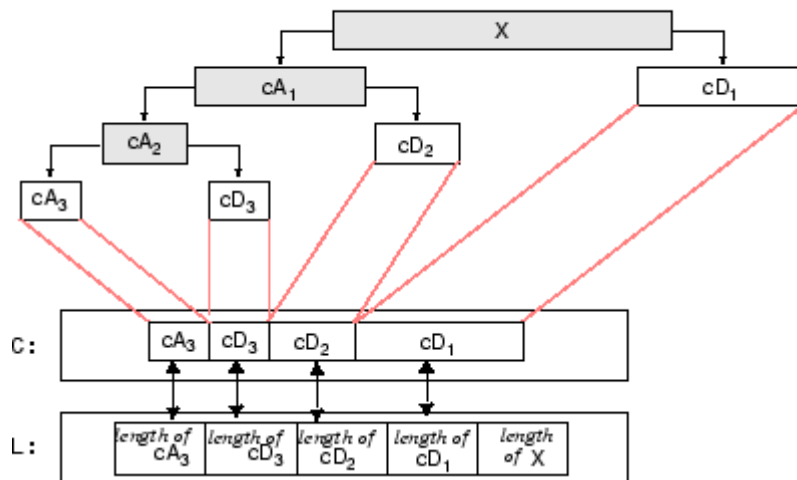 X
cA₁ cD₁
cA₂ cD₂
cA₃ cD₃
C: cA₃ cD₃ cD₂ cD₁
L: length of cA₃ length of cD₃ length of cD₂ length of cD₁ length of X